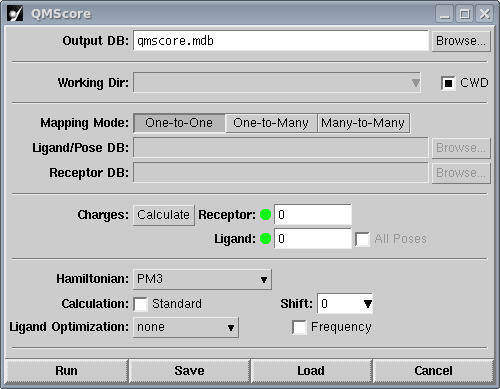 QMScore
Output DB: qmscore.mdb Browse...
Working Dir: CWD
Mapping Mode: One-to-One One-to-Many Many-to-Many
Ligand/Pose DB: Browse...
Receptor DB: Browse...
Charges: Calculate Receptor: 0
Ligand: 0 All Poses
Hamiltonian: PM3
Calculation: Standard Shift: 0
Ligand Optimization: none Frequency
Run Save Load Cancel